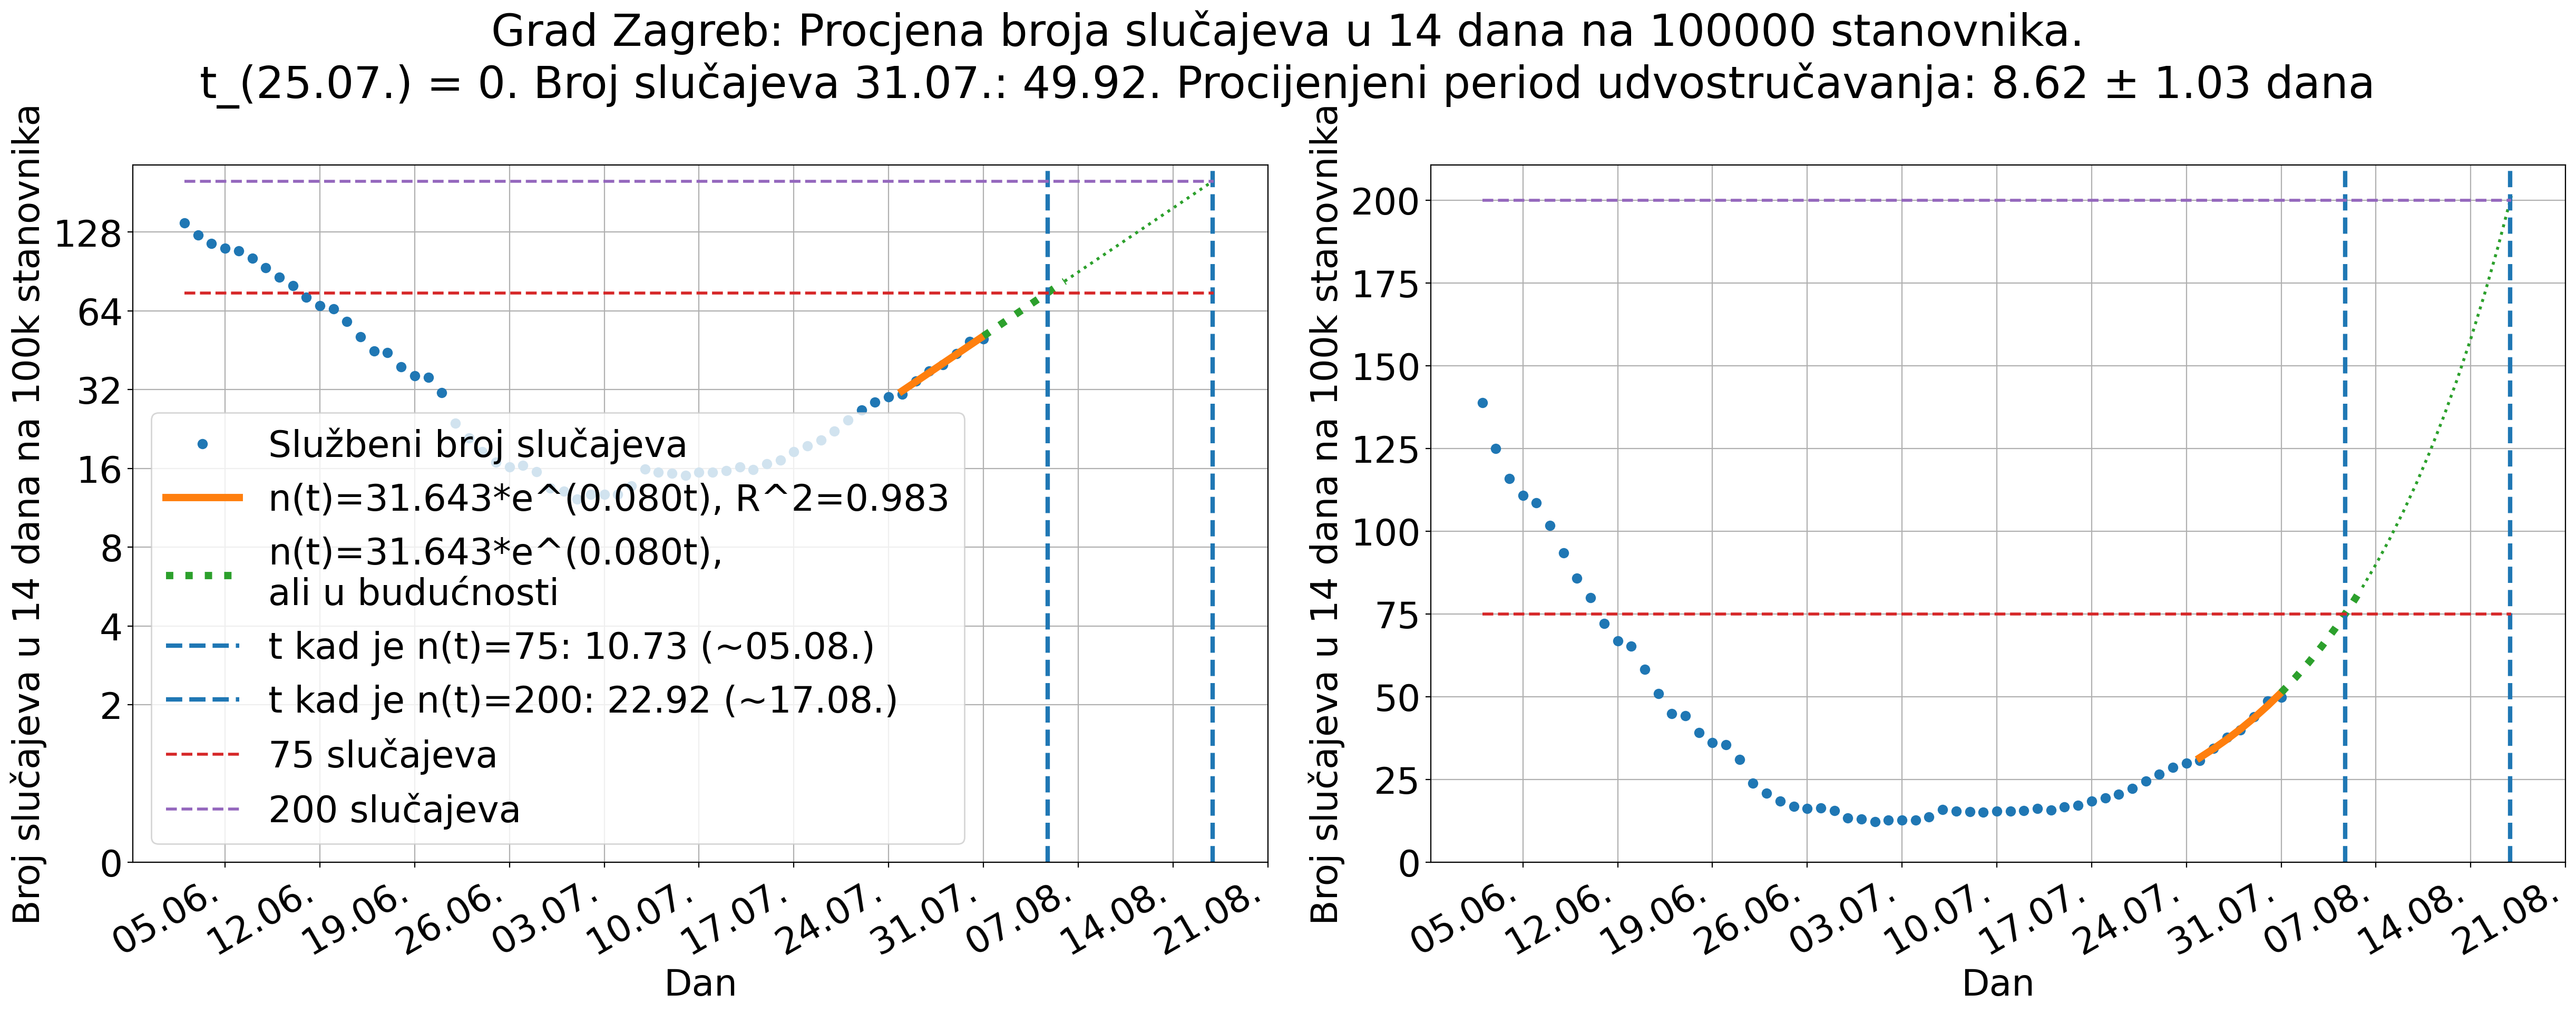 Grad Zagreb: Procjena broja slučajeva u 14 dana na 100000 stanovnika.
t_(25.07.) = 0. Broj slučajeva 31.07.: 49.92. Procijenjeni period udvostručavanja: 8.62 ± 1.03 dana
Broj slučajeva u 14 dana na 100k stanovnika
128
64
32
16
8
4
2
0
Službeni broj slučajeva
n(t)=31.643*e^(0.080t), R^2=0.983
n(t)=31.643*e^(0.080t),
ali u budućnosti
t kad je n(t)=75: 10.73 (~05.08.)
t kad je n(t)=200: 22.92 (~17.08.)
75 slučajeva
200 slučajeva
05.06.
12.06.
19.06.
26.06.
03.07.
10.07.
17.07.
24.07.
31.07.
07.08.
14.08.
21.08.
Dan
Broj slučajeva u 14 dana na 100k stanovnika
200
175
150
125
100
75
50
25
0
05.06.
12.06.
19.06.
26.06.
03.07.
10.07.
17.07.
24.07.
31.07.
07.08.
14.08.
21.08.
Dan